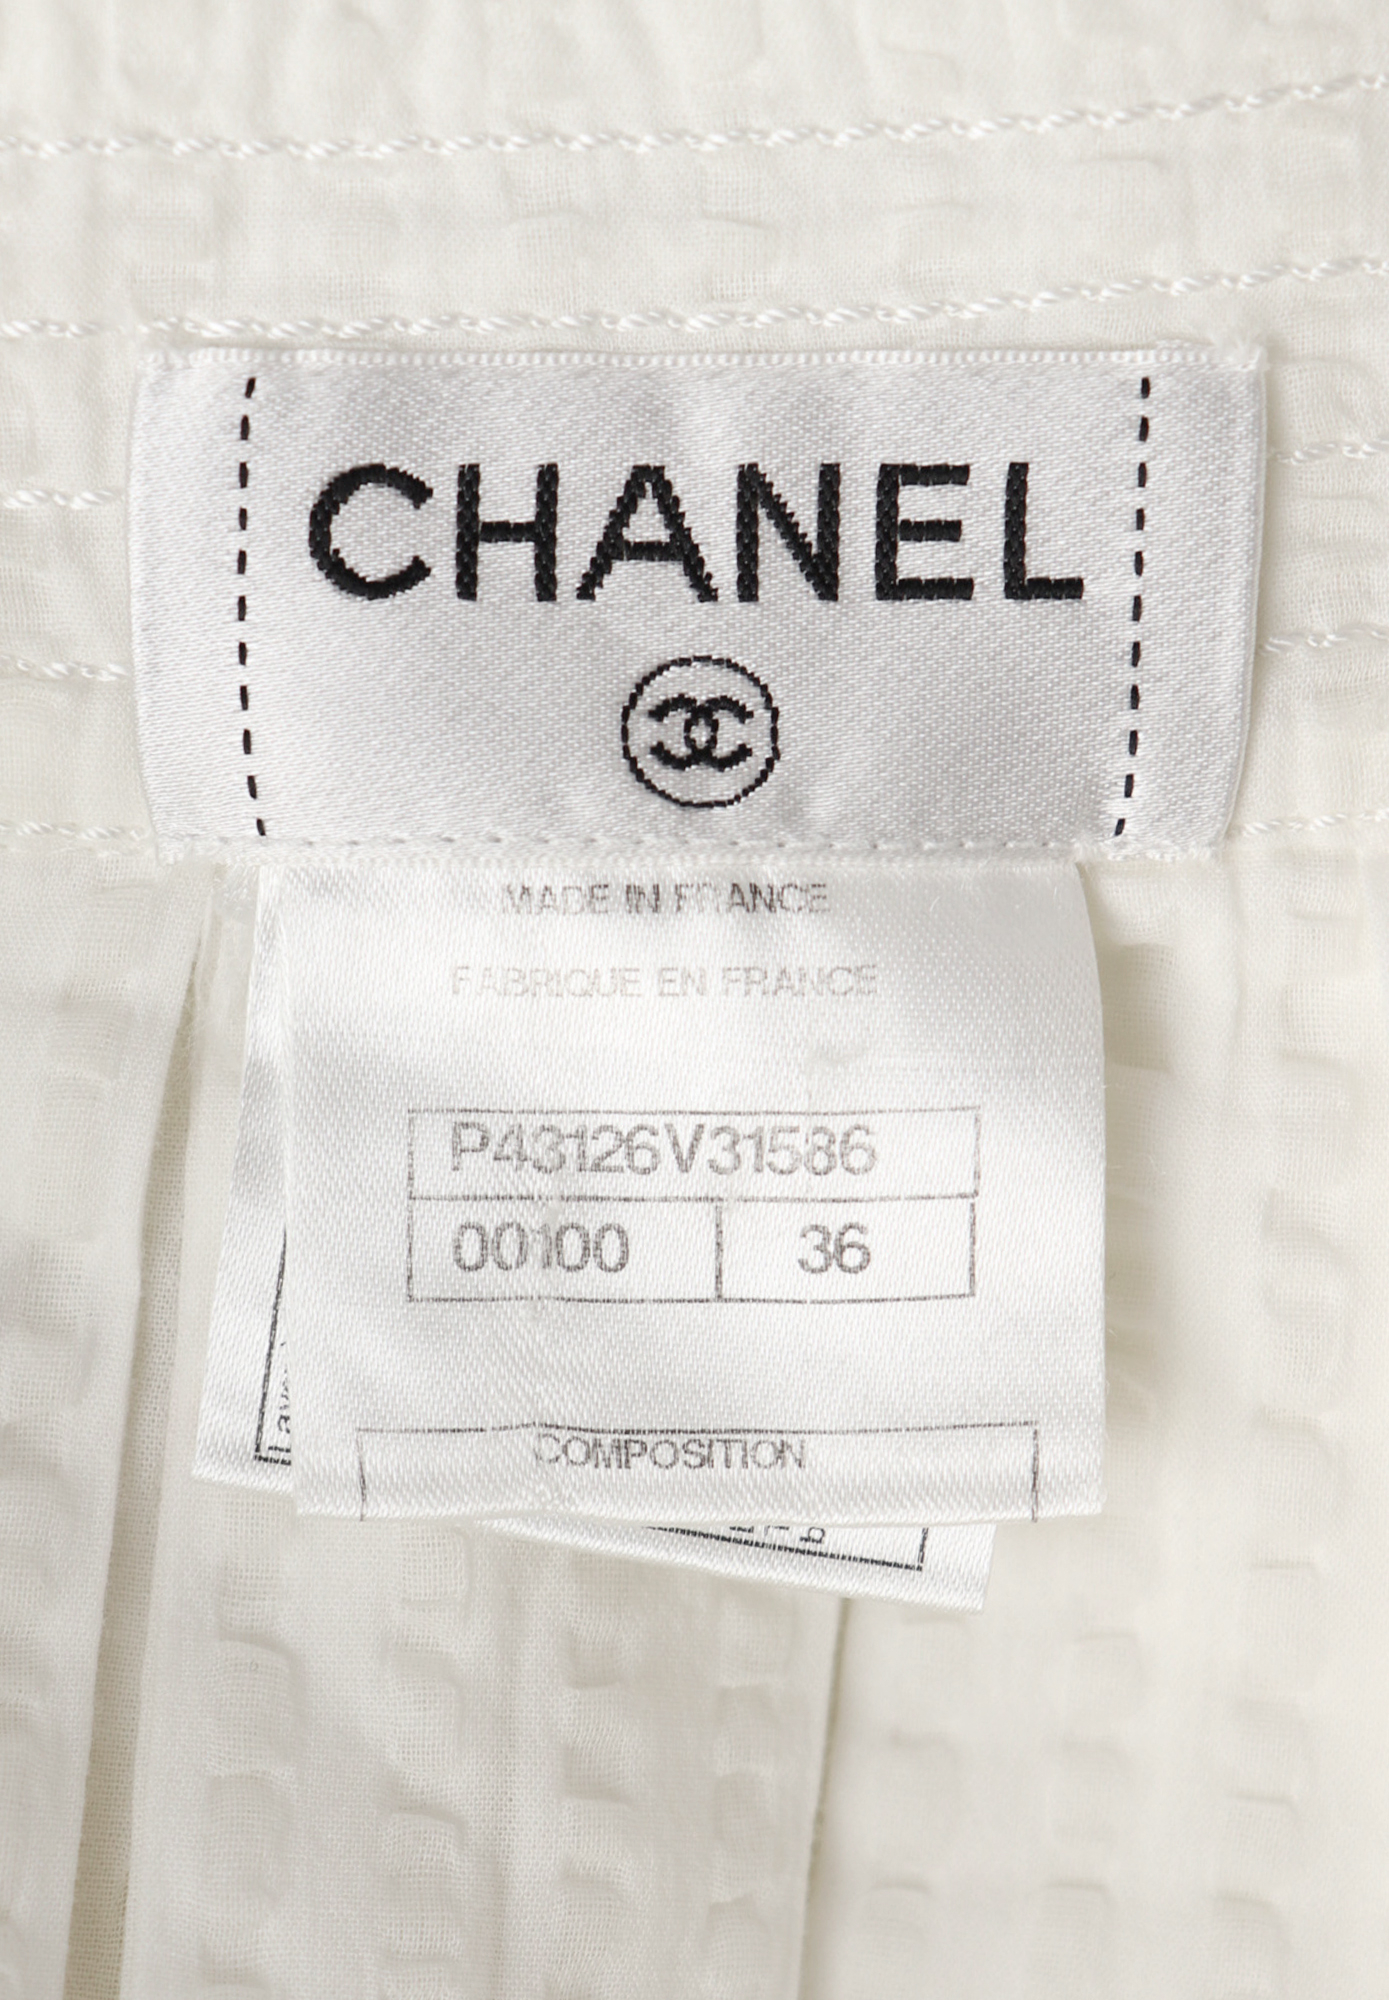 CHANEL
MADE IN FRANCE
FABRIQUE EN FRANCE
P43126V31586
00100 36
COMPOSITION